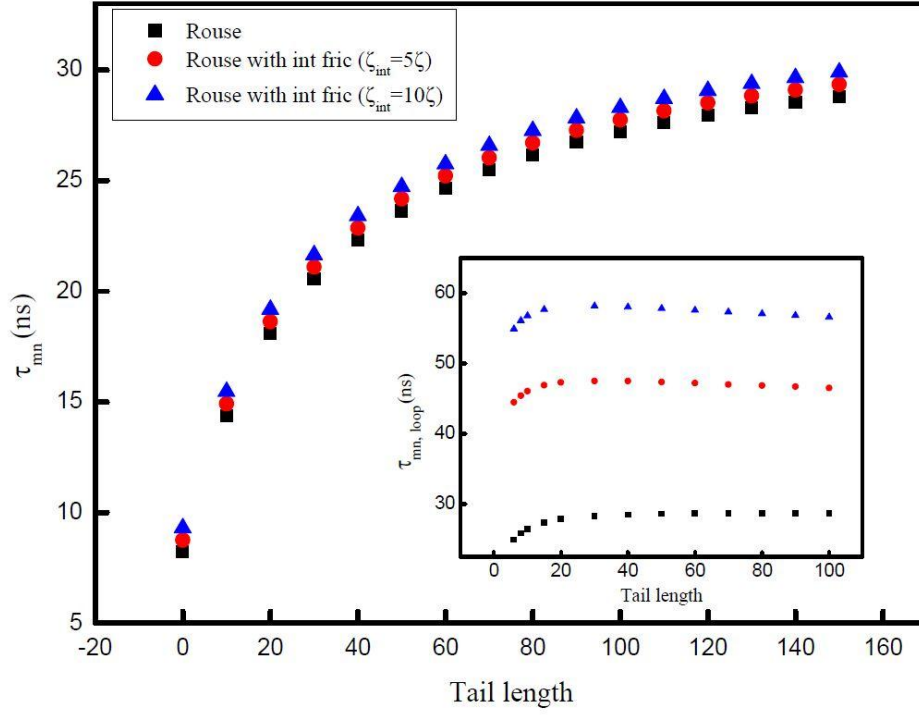 Rouse
Rouse with int fric (ζint=5ζ)
Rouse with int fric (ζint=10ζ)
30
25
20
15
10
5
τmn (ns)
-20 0 20 40 60 80 100 120 140 160
Tail length
60
50
40
30
τmn, loop (ns)
0 20 40 60 80 100
Tail length